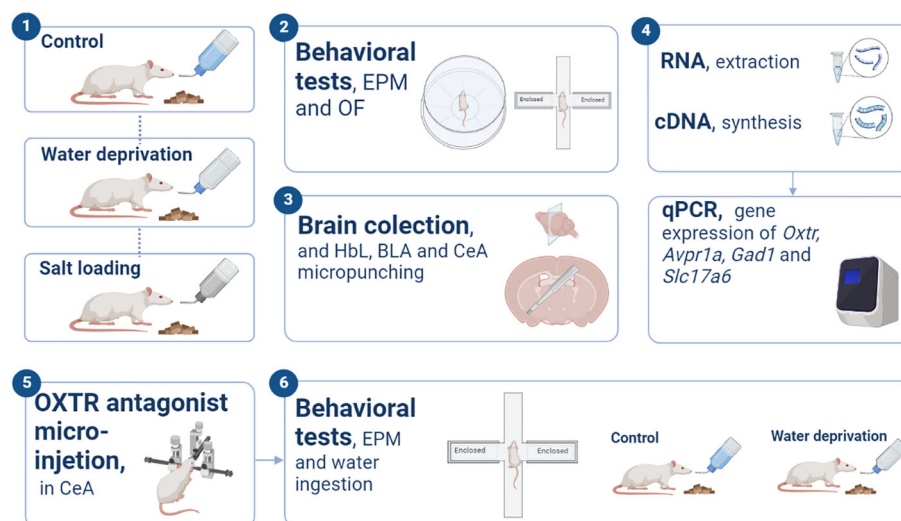 1
Control
Water deprivation
Salt loading
2
Behavioral
tests, EPM
and OF
Enclosed
Enclosed
3
Brain colection,
and HbL, BLA and CeA
micropunching
4
RNA, extraction
cDNA, synthesis
qPCR, gene
expression of Oxtr,
Avpr1a, Gad1 and
Slc17a6
5
OXTR antagonist
micro-
injetion,
in CeA
6
Behavioral
tests, EPM
and water
ingestion
Enclosed
Enclosed
Control
Water deprivation